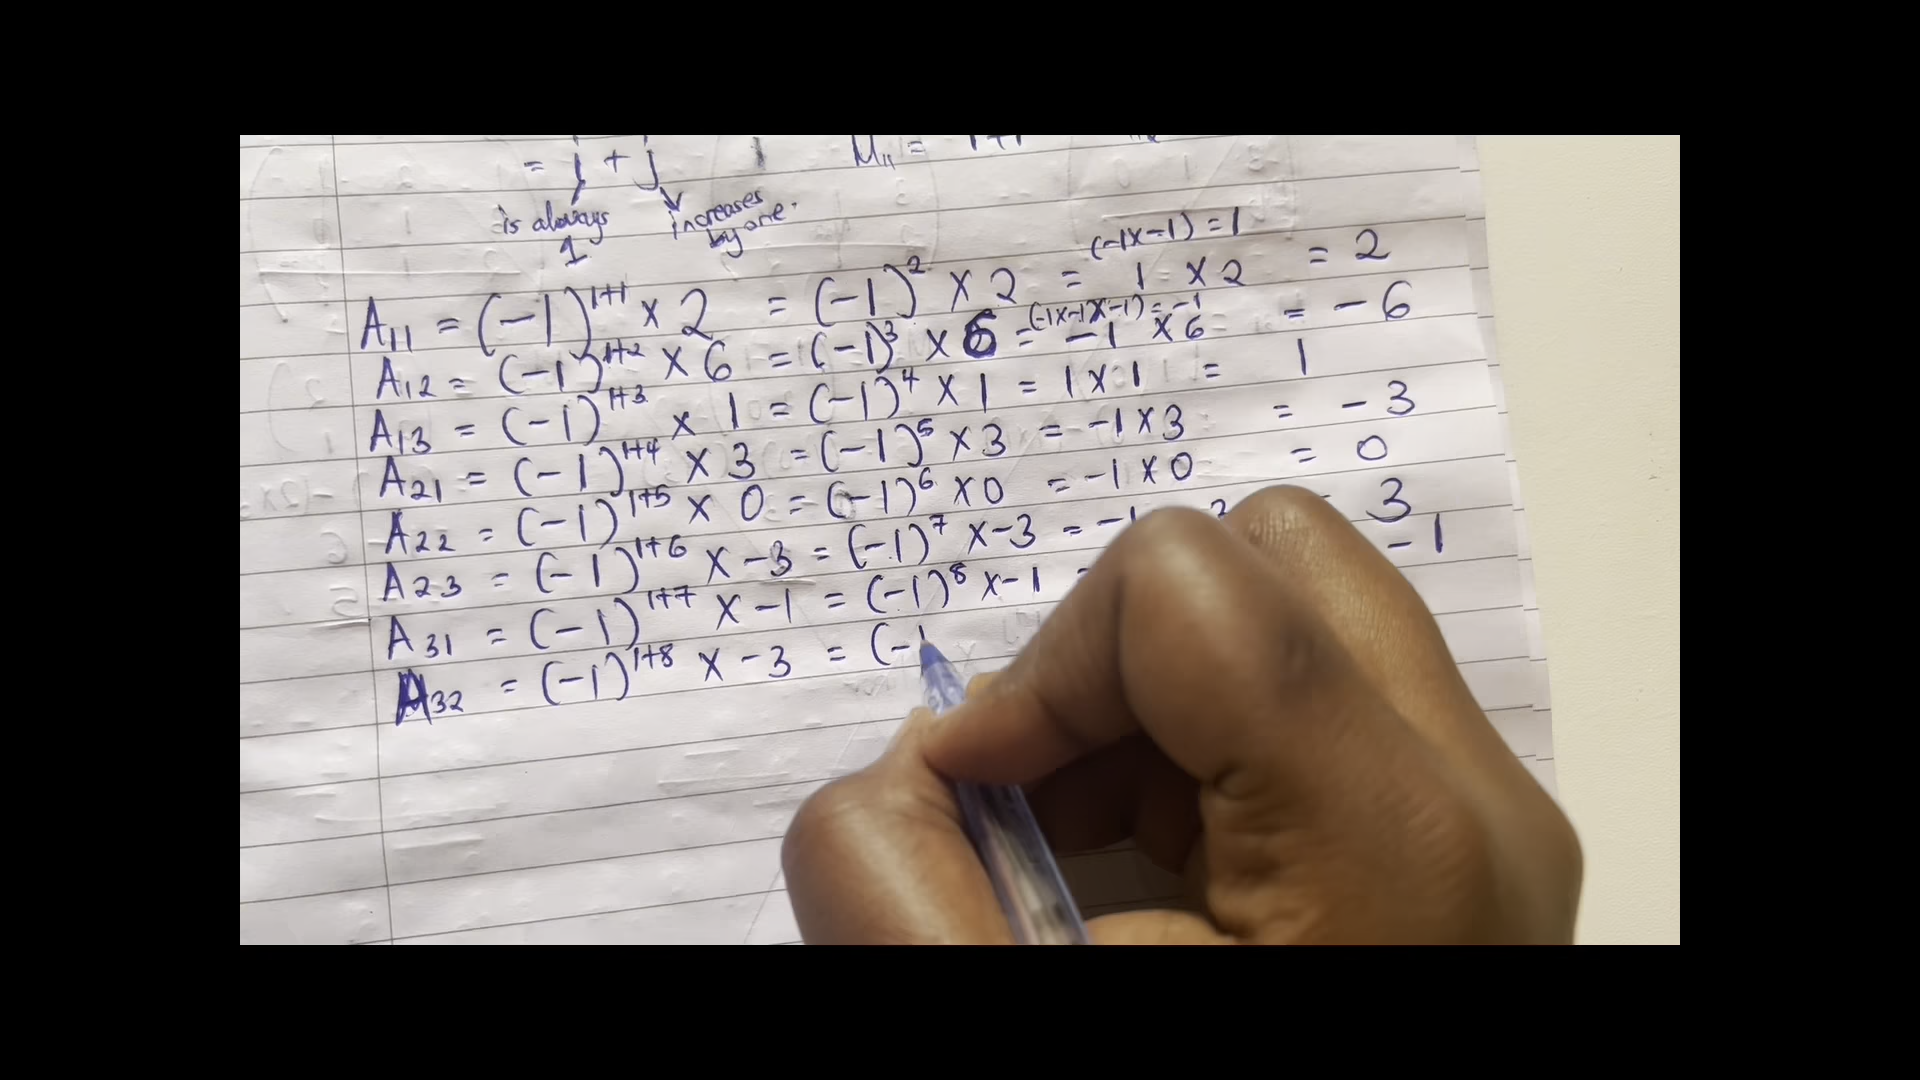 = i + j M11 = 1+1
is always increases
1 by one.
(-1x-1) = 1
A11 = (-1)^1+1 x 2 = (-1)^2 x 2 = 1 x 2 = 2
(-1x-1x-1) = -1
A12 = (-1)^1+2 x 6 = (-1)^3 x 6 = -1 x 6 = -6
A13 = (-1)^1+3 x 1 = (-1)^4 x 1 = 1 x 1 = 1
A21 = (-1)^1+4 x 3 = (-1)^5 x 3 = -1 x 3 = -3
A22 = (-1)^1+5 x 0 = (-1)^6 x 0 = -1 x 0 = 0
A23 = (-1)^1+6 x -3 = (-1)^7 x -3 = -1 3
A31 = (-1)^1+7 x -1 = (-1)^8 x -1 = -1
A32 = (-1)^1+8 x -3 = (-1